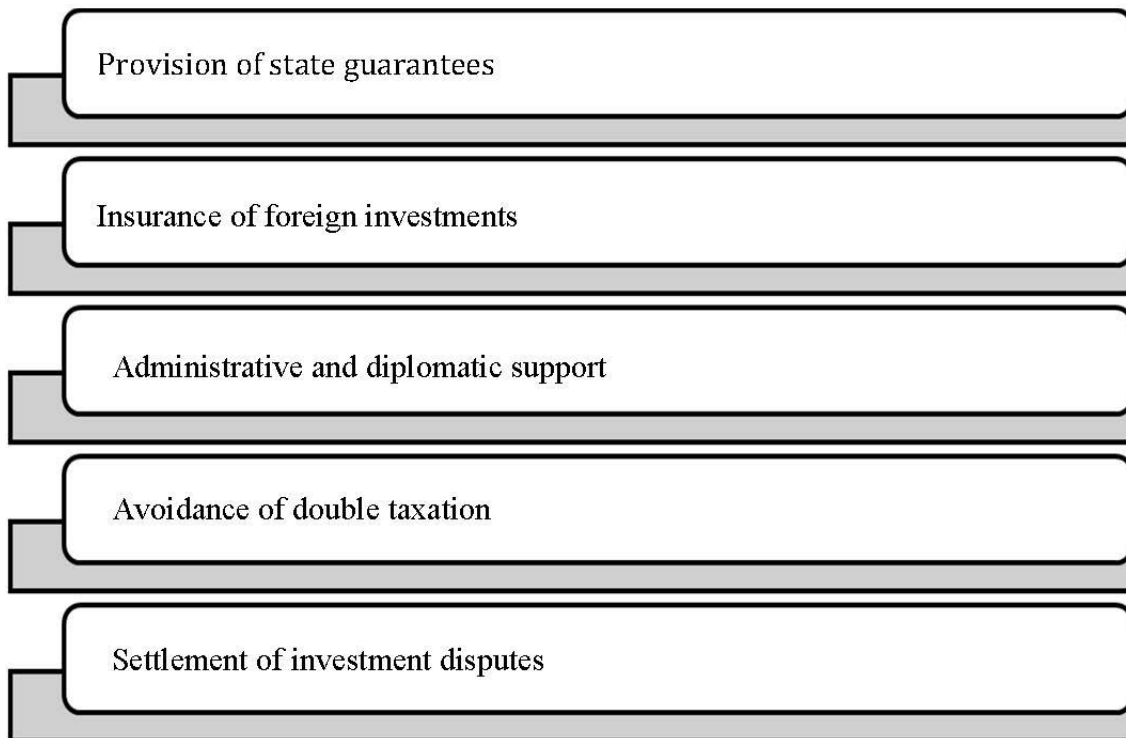 Provision of state guarantees
Insurance of foreign investments
Administrative and diplomatic support
Avoidance of double taxation
Settlement of investment disputes